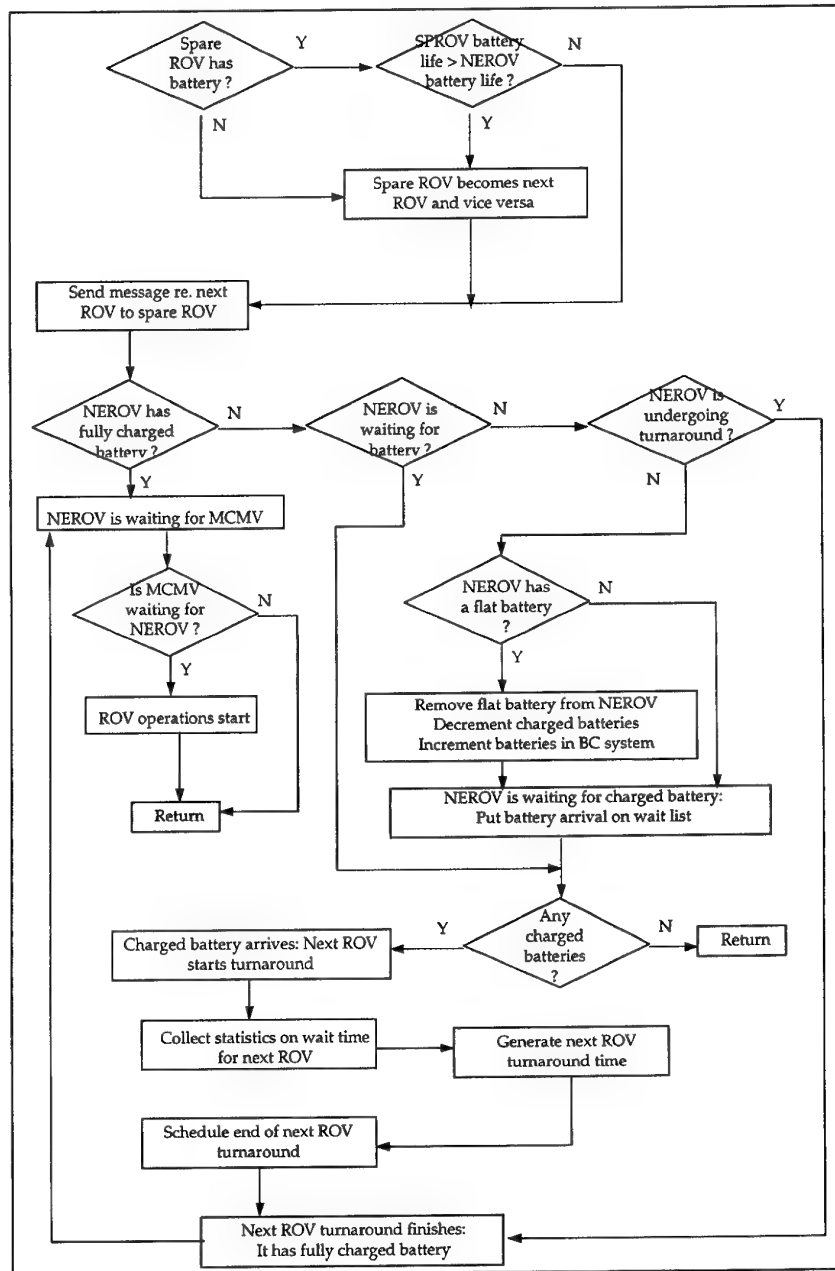 Spare
ROV has
battery ?
Y
SPROV battery
life > NEROV
battery life ?
N
N
Y
Spare ROV becomes next
ROV and vice versa
Send message re. next
ROV to spare ROV
NEROV has
fully charged
battery ?
N
NEROV is
waiting for
battery ?
N
NEROV is
undergoing
turnaround ?
Y
Y
Y
N
NEROV is waiting for MCMV
Is MCMV
waiting for
NEROV ?
N
Y
NEROV has
a flat battery
?
N
Y
ROV operations start
Remove flat battery from NEROV
Decrement charged batteries
Increment batteries in BC system
Return
NEROV is waiting for charged battery:
Put battery arrival on wait list
Any
charged
batteries
?
Y
N
Return
Charged battery arrives: Next ROV
starts turnaround
Collect statistics on wait time
for next ROV
Generate next ROV
turnaround time
Schedule end of next ROV
turnaround
Next ROV turnaround finishes:
It has fully charged battery